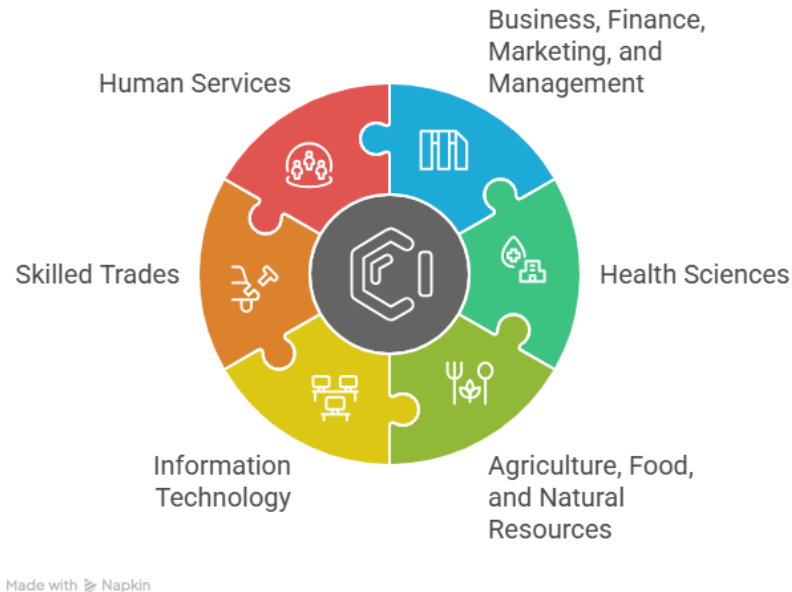 Business, Finance,
Marketing, and
Management
Human Services
Skilled Trades
Health Sciences
Information
Technology
Agriculture, Food,
and Natural
Resources
Made with Napkin